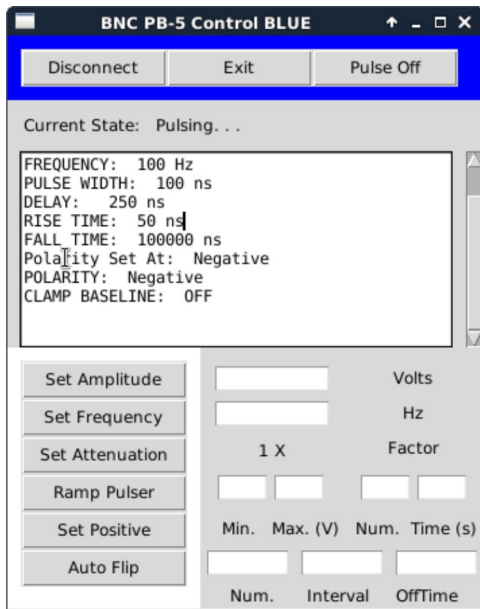 BNC PB-5 Control BLUE
Disconnect Exit Pulse Off
Current State: Pulsing. . .
FREQUENCY: 100 Hz
PULSE WIDTH: 100 ns
DELAY: 250 ns
RISE TIME: 50 ns
FALL TIME: 100000 ns
Polarity Set At: Negative
POLARITY: Negative
CLAMP BASELINE: OFF
Set Amplitude Volts
Set Frequency Hz
Set Attenuation 1 X Factor
Ramp Pulser
Set Positive Min. Max. (V) Num. Time (s)
Auto Flip
Num. Interval OffTime